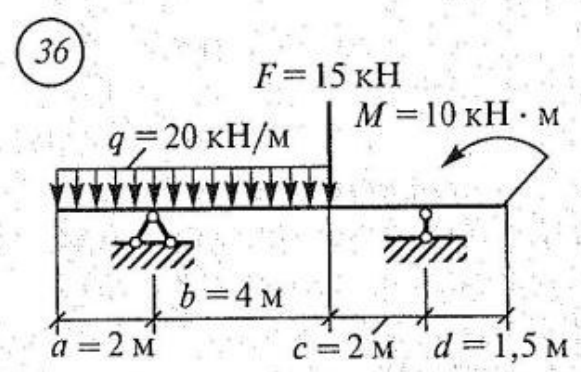 36
F = 15 кН
M = 10 кН · м
q = 20 кН/м
b = 4 м
a = 2 м
c = 2 м
d = 1,5 м